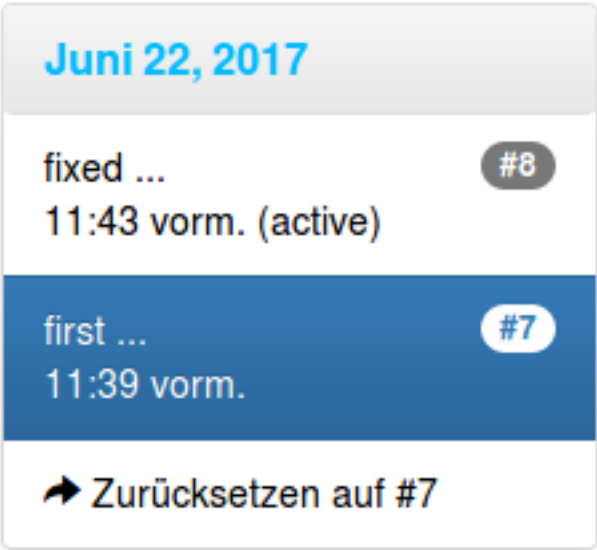 Juni 22, 2017
fixed ... #8
11:43 vorm. (active)
first ... #7
11:39 vorm.
Zurücksetzen auf #7